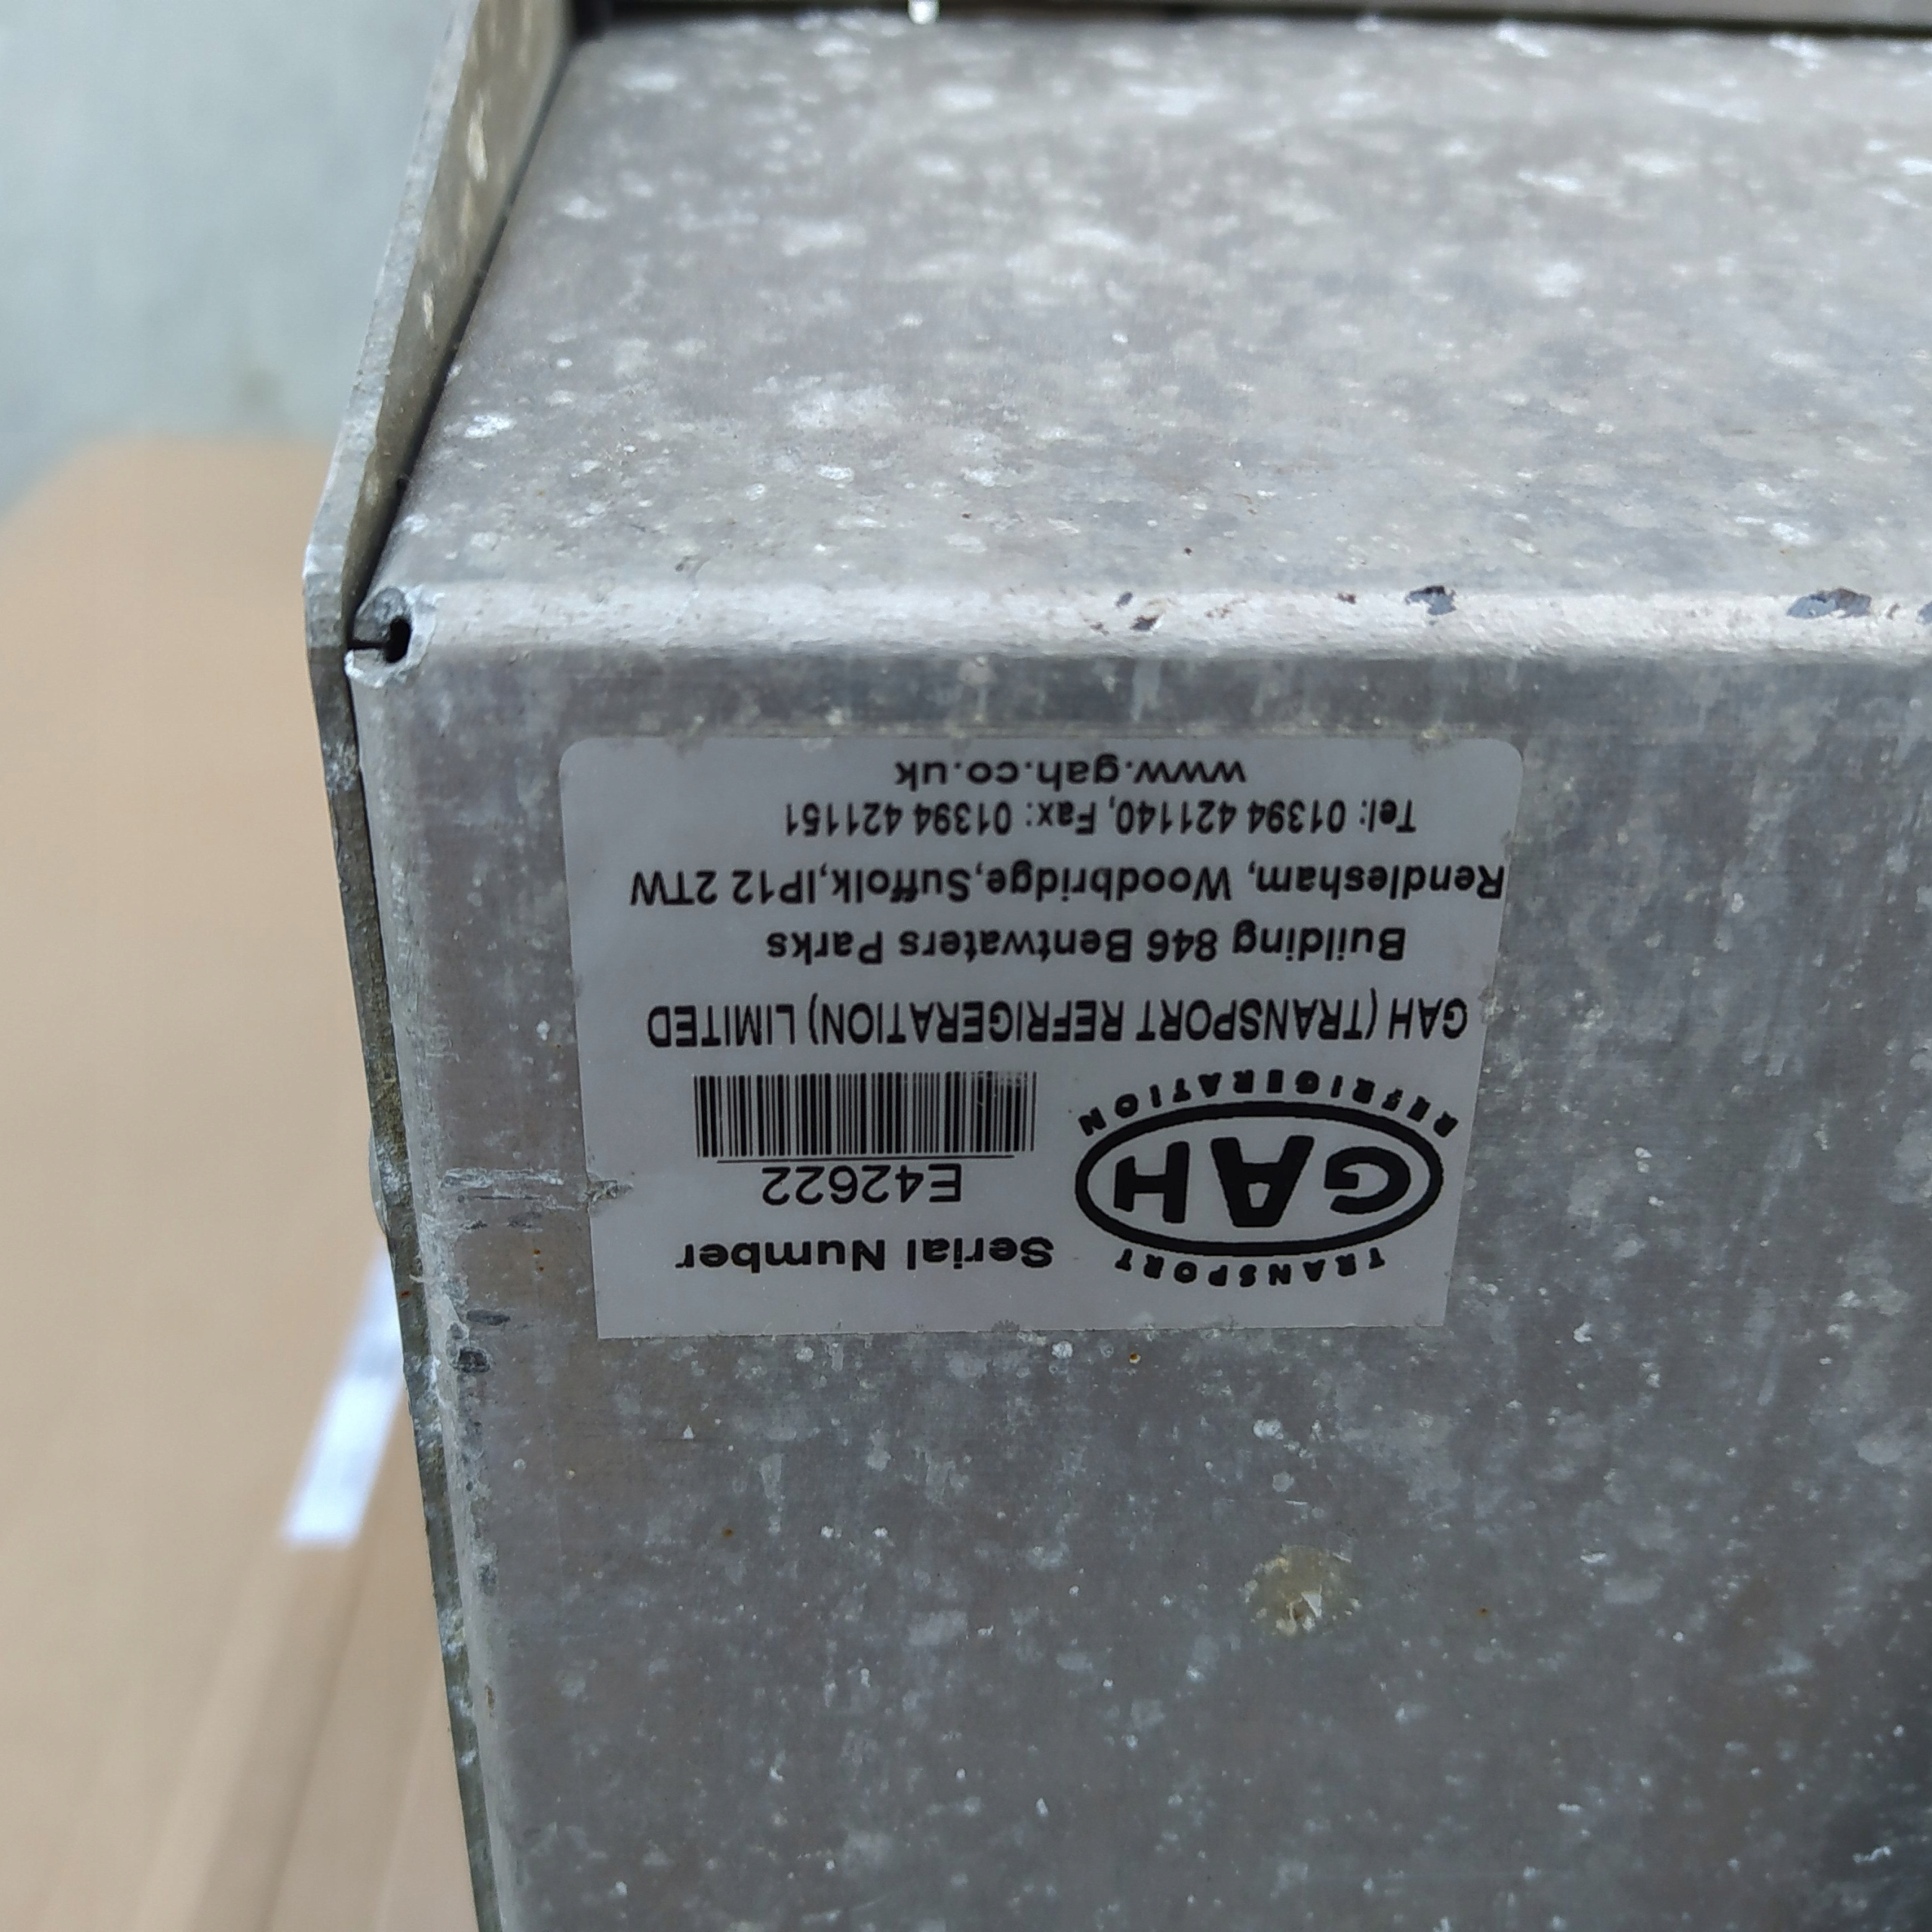 TRANSPORT
GAH
REFRIGERATION
Serial Number
E42622
GAH (TRANSPORT REFRIGERATION) LIMITED
Building 846 Bentwaters Parks
Rendlesham, Woodbridge,Suffolk,IP12 2TW
Tel: 01394 421140, Fax: 01394 421151
www.gah.co.uk